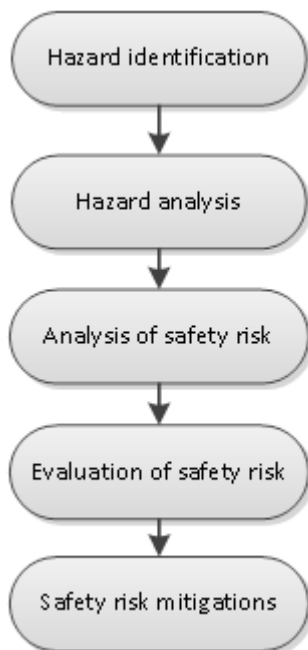 Hazard identification
Hazard analysis
Analysis of safety risk
Evaluation of safety risk
Safety risk mitigations